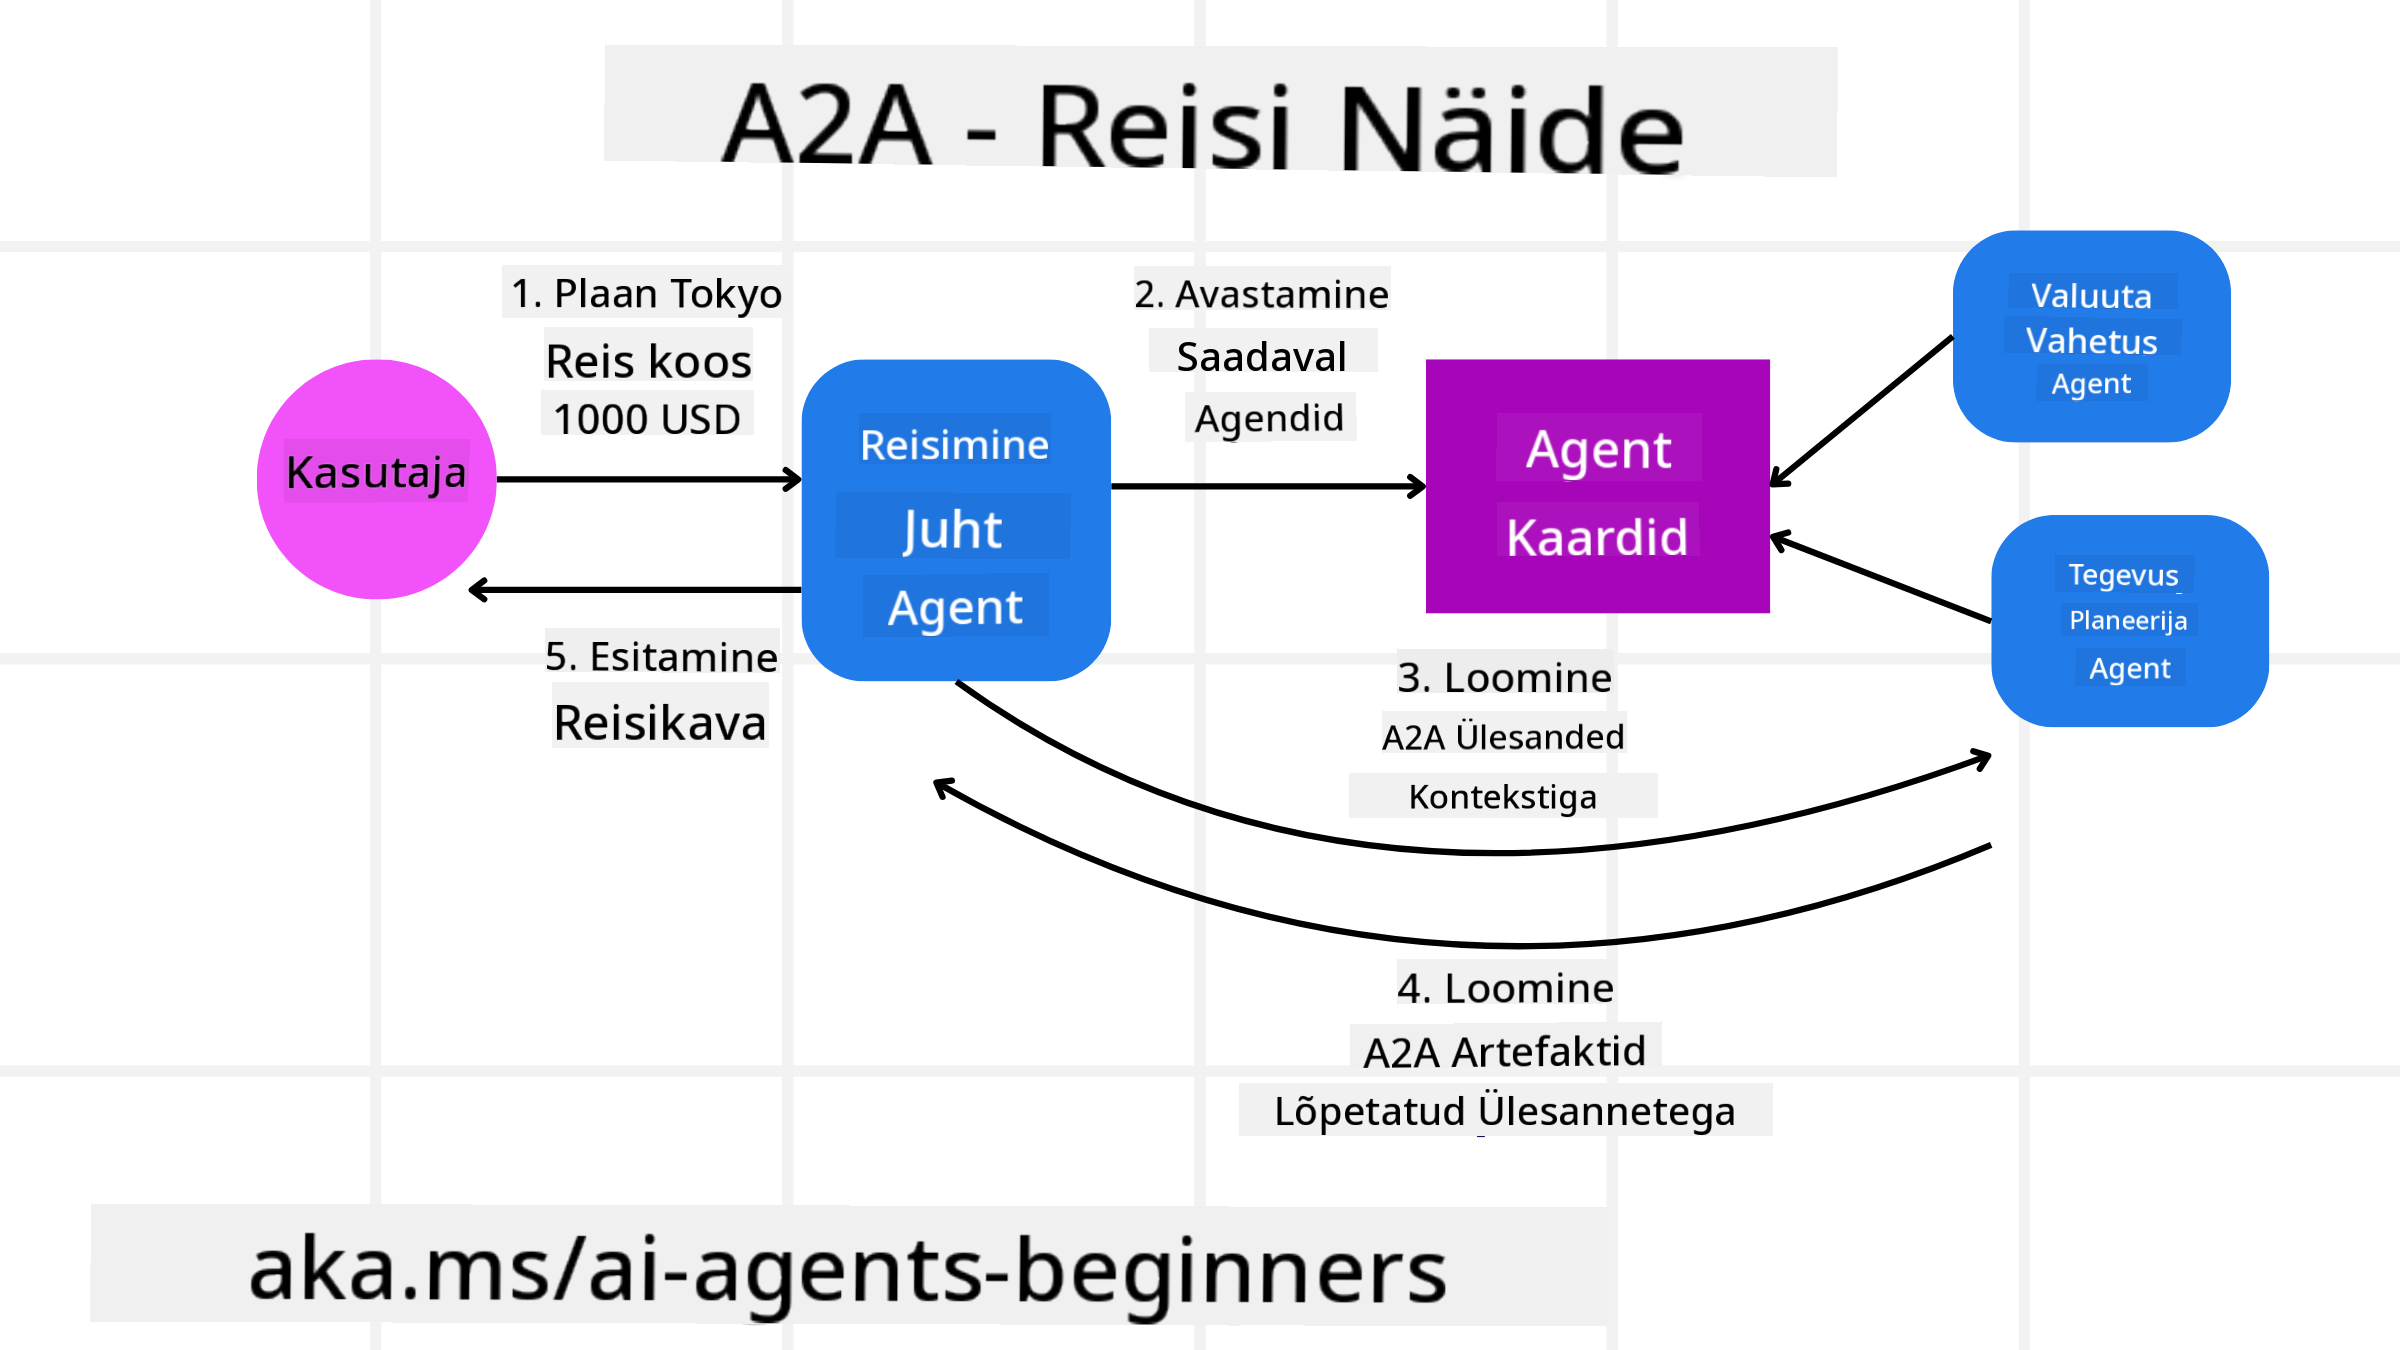 A2A - Reisi Näide
1. Plaan Tokyo
Reis koos
1000 USD
2. Avastamine
Saadaval
Agendid
Valuuta
Vahetus
Agent
Kasutaja
Reisimine
Juht
Agent
Agent
Kaardid
Tegevus
Planeerija
Agent
5. Esitamine
Reisikava
3. Loomine
A2A Ülesanded
Kontekstiga
4. Loomine
A2A Artefaktid
Lõpetatud Ülesannetega
aka.ms/ai-agents-beginners